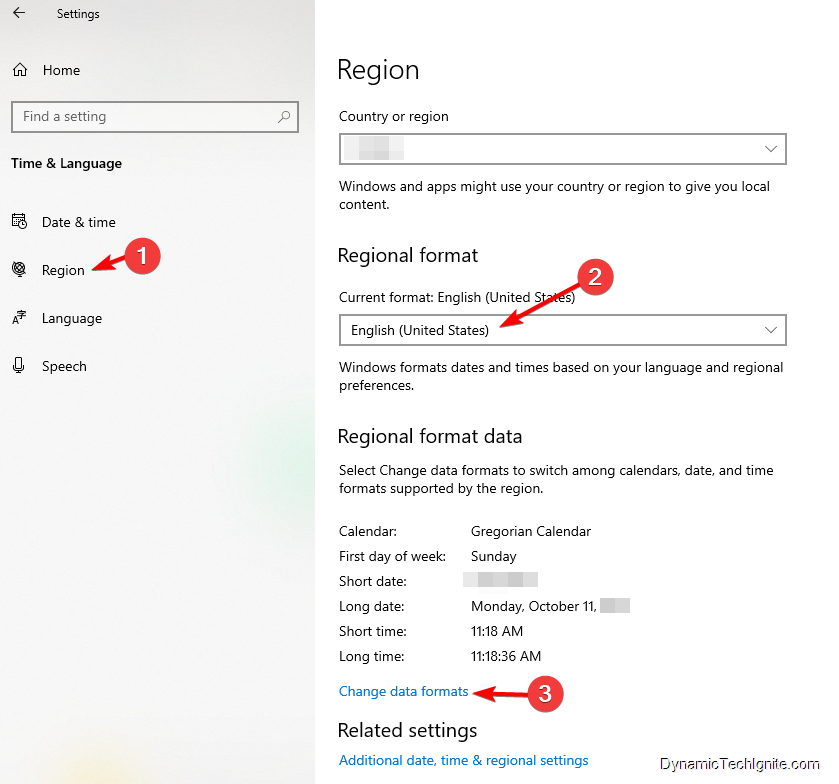 Settings
Home
Find a setting
Time & Language
Date & time
1
Region
Language
Speech
Region
Country or region
Windows and apps might use your country or region to give you local
content.
Regional format
2
Current format: English (United States)
English (United States)
Windows formats dates and times based on your language and regional
preferences.
Regional format data
Select Change data formats to switch among calendars, date, and time
formats supported by the region.
Calendar: Gregorian Calendar
First day of week: Sunday
Short date:
Long date: Monday, October 11,
Short time: 11:18 AM
Long time: 11:18:36 AM
Change data formats 3
Related settings
Additional date, time & regional settings
DynamicTechIgnite.com